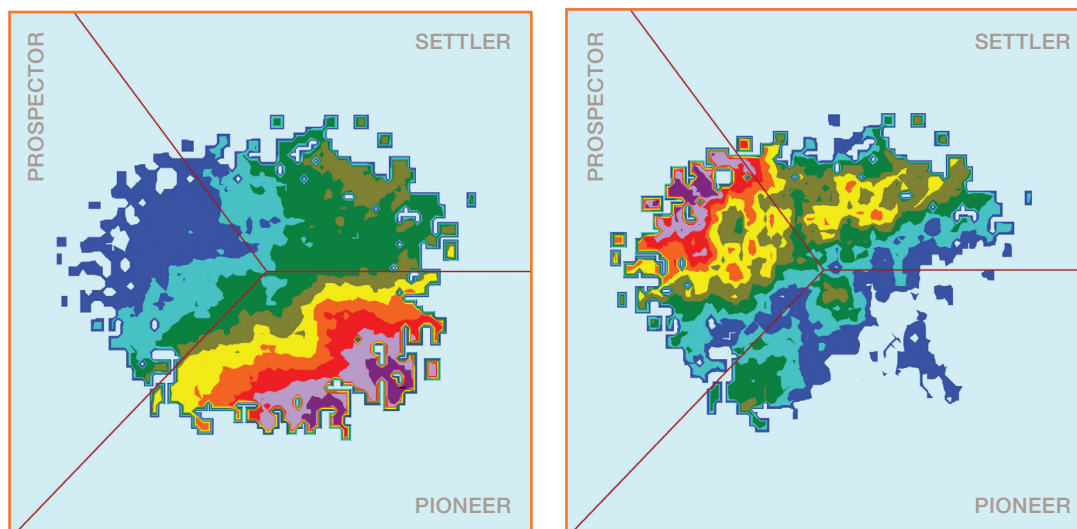 PROSPECTOR
SETTLER
PIONEER
PROSPECTOR
SETTLER
PIONEER